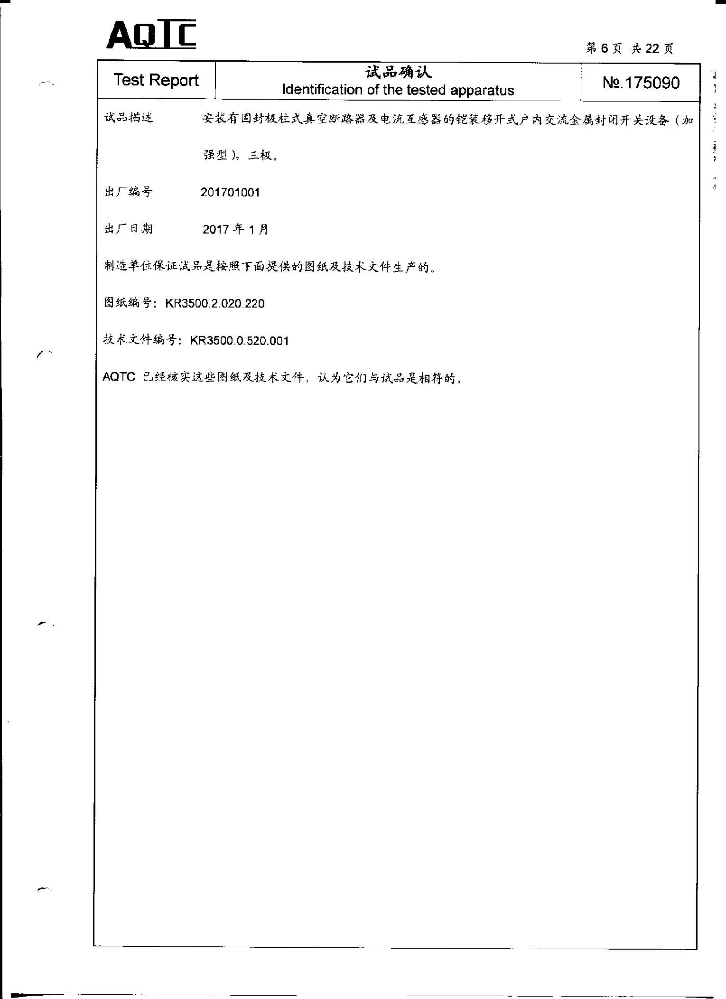 AQTC
第 6 页 共 22 页
Test Report
试品确认
Identification of the tested apparatus
№.175090
试品描述 安装有固封极柱式真空断路器及电流互感器的铠装移开式户内交流金属封闭开关设备（加
强型），三极。
出厂编号 201701001
出厂日期 2017 年 1 月
制造单位保证试品是按照下面提供的图纸及技术文件生产的。
图纸编号：KR3500.2.020.220
技术文件编号：KR3500.0.520.001
AQTC 已经核实这些图纸及技术文件，认为它们与试品是相符的。